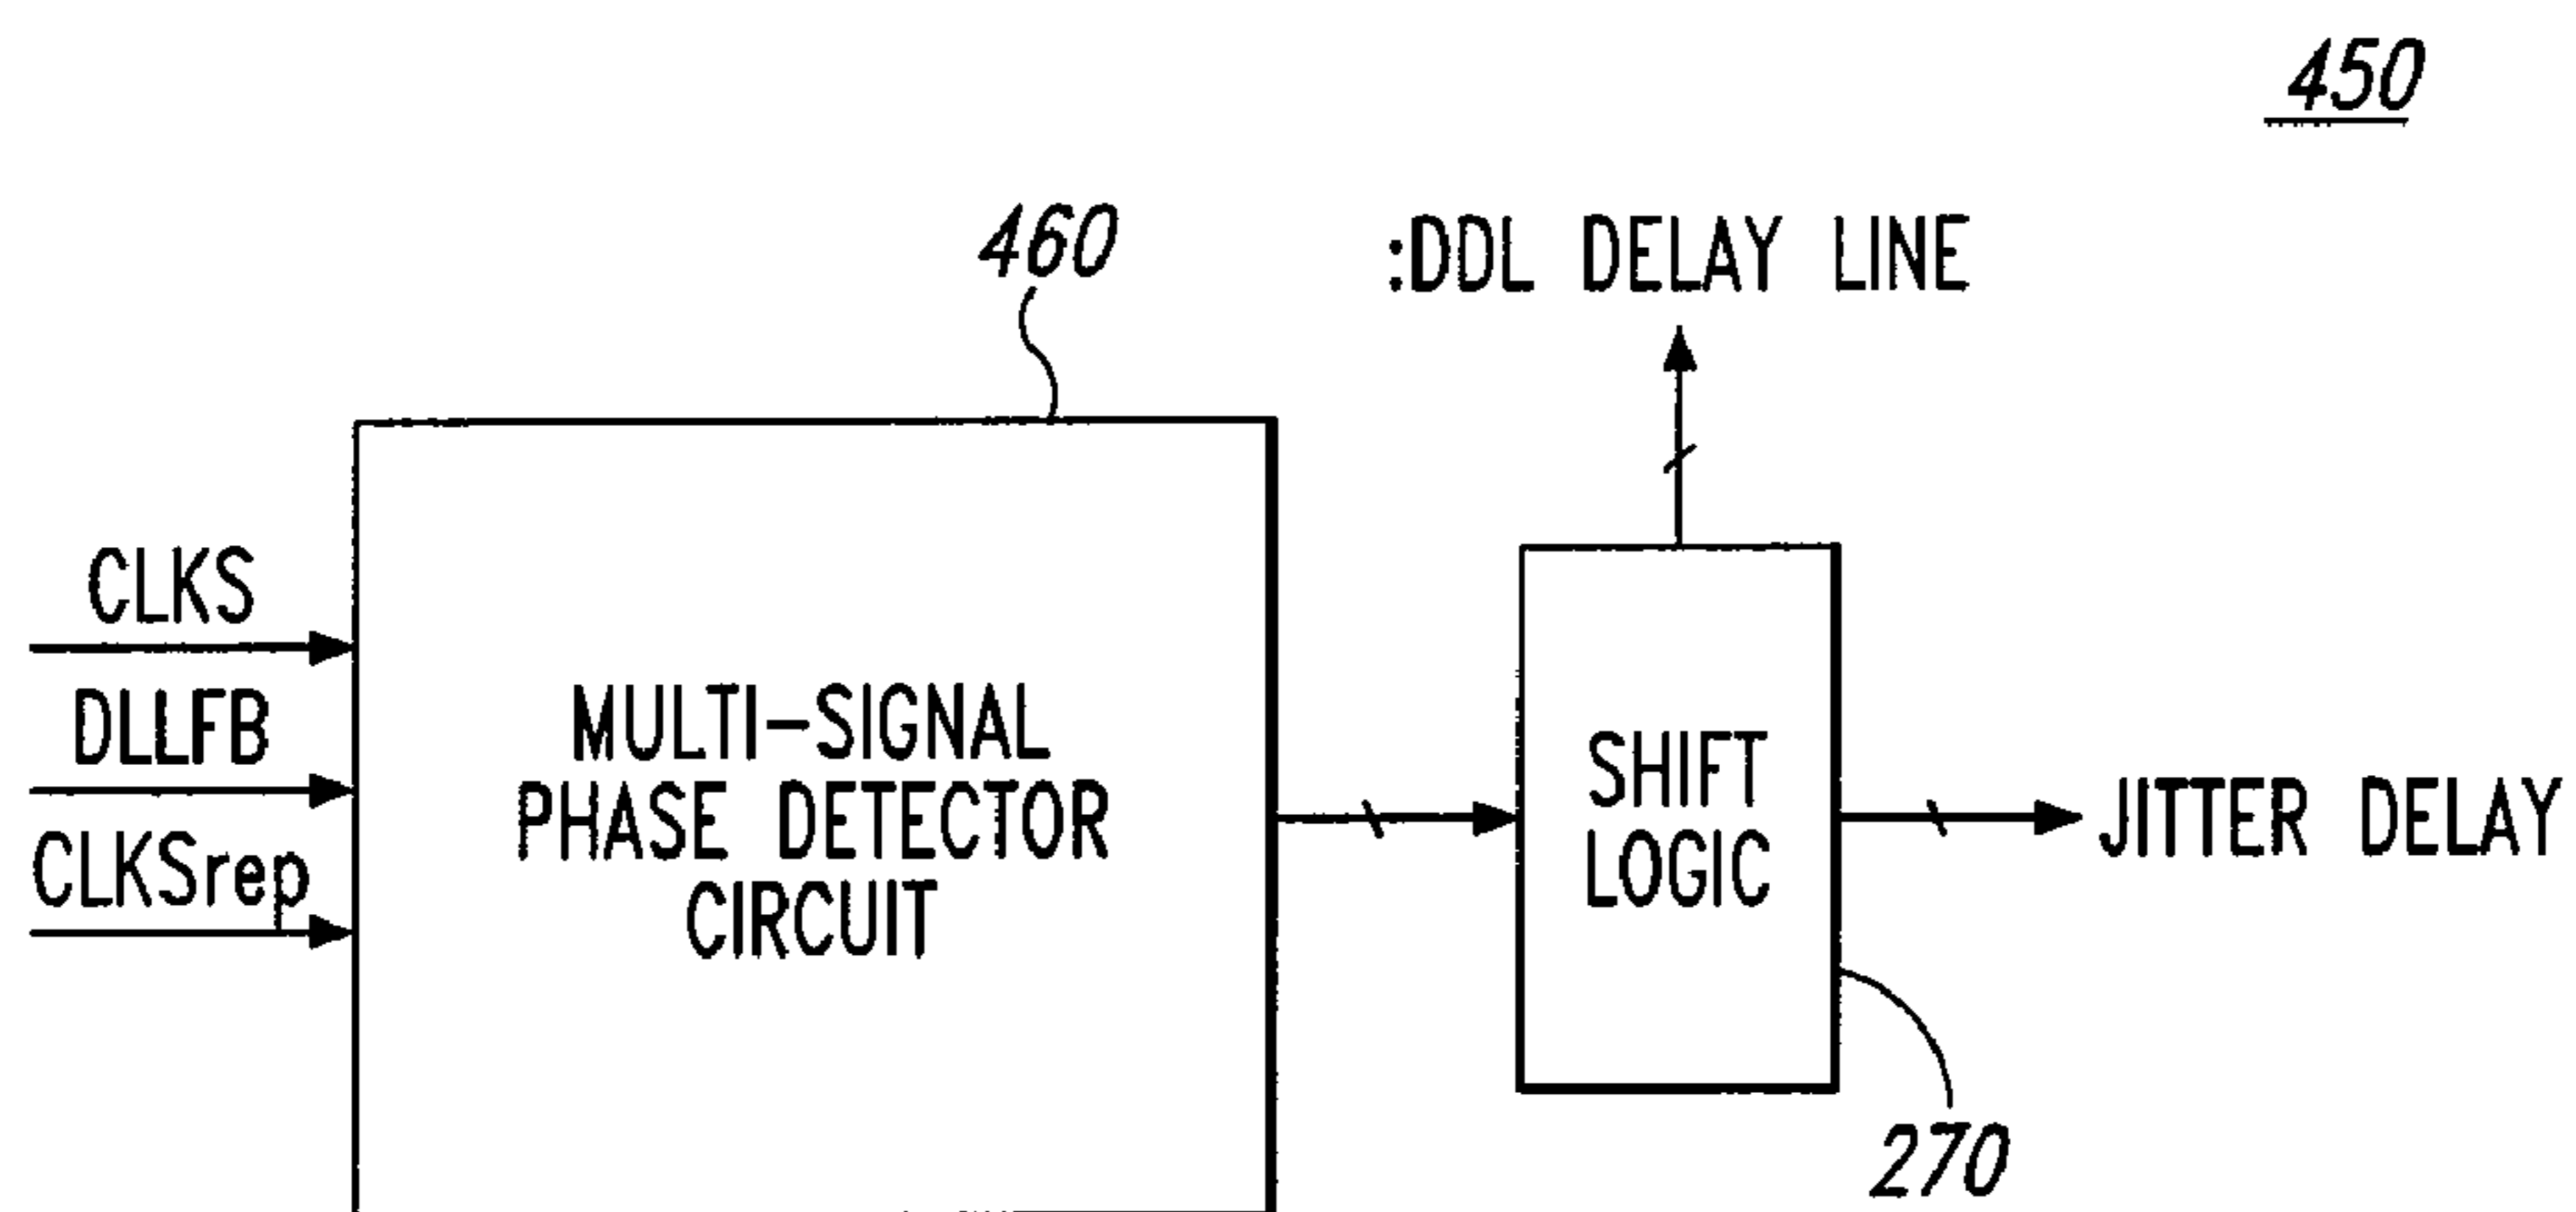 450
460
:DDL DELAY LINE
CLKS
DLLFB
CLKSrep
MULTI-SIGNAL
PHASE DETECTOR
CIRCUIT
SHIFT
LOGIC
JITTER DELAY
270